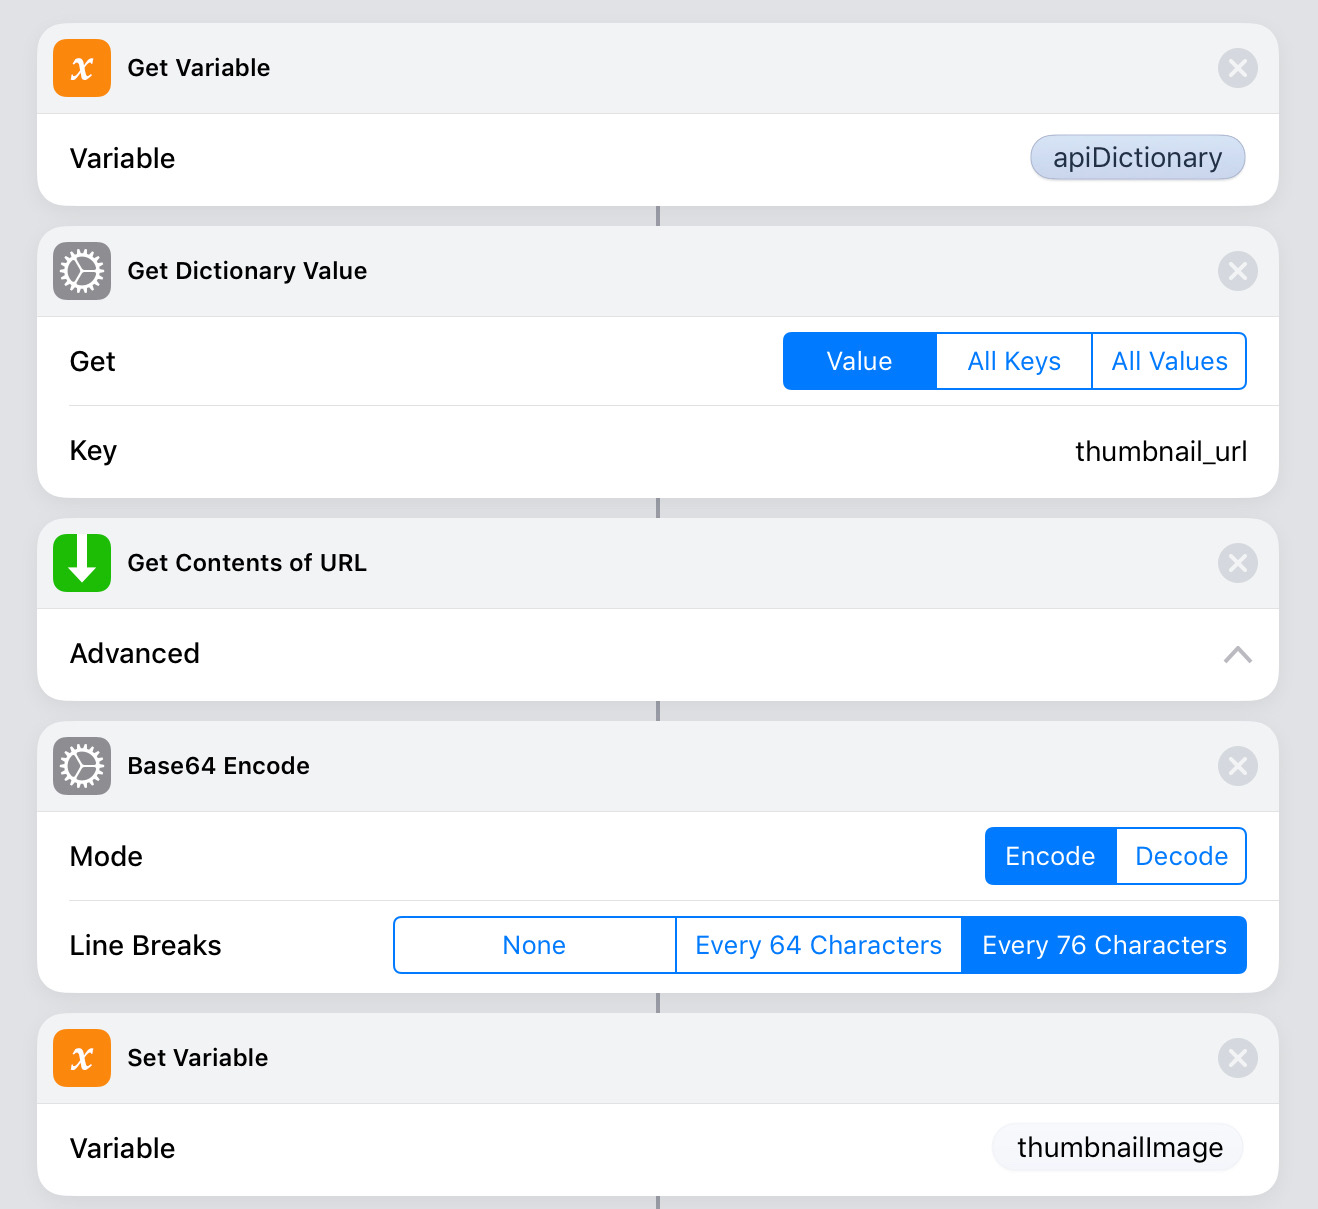 Get Variable
Variable apiDictionary
Get Dictionary Value
Get Value All Keys All Values
Key thumbnail_url
Get Contents of URL
Advanced
Base64 Encode
Mode Encode Decode
Line Breaks None Every 64 Characters Every 76 Characters
Set Variable
Variable thumbnailImage